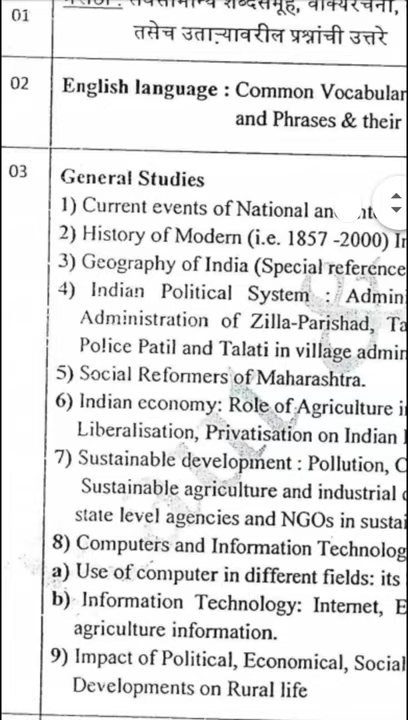 01
शब्दसमूह, वाक्यरचना,
तसेच उताऱ्यावरील प्रश्नांची उत्तरे
02 English language : Common Vocabular
and Phrases & their
03 General Studies
1) Current events of National an
2) History of Modern (i.e. 1857 -2000) I
3) Geography of India (Special reference
4) Indian Political System : Admin
Administration of Zilla-Parishad, Ta
Police Patil and Talati in village admin
5) Social Reformers of Maharashtra.
6) Indian economy: Role of Agriculture i
Liberalisation, Privatisation on Indian
7) Sustainable development : Pollution, C
Sustainable agriculture and industrial
state level agencies and NGOs in sustai
8) Computers and Information Technolog
a) Use of computer in different fields: its
b) Information Technology: Internet, E
agriculture information.
9) Impact of Political, Economical, Social
Developments on Rural life